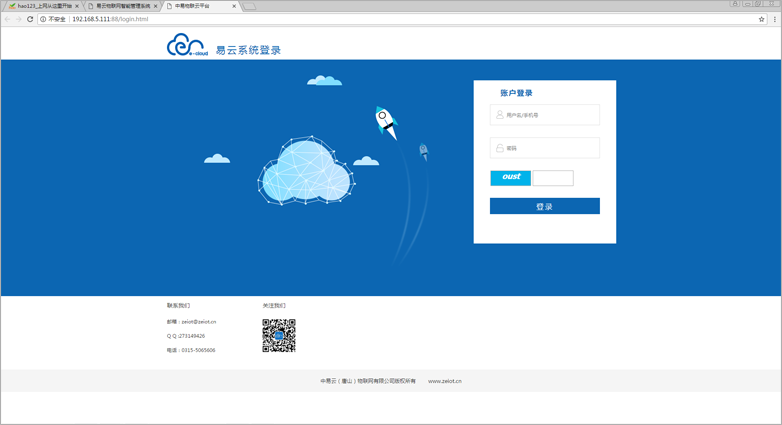 hao123_上网从这里开始
易云物联网智能管理系统
中易物联云平台
不安全 192.168.5.111:88/login.html
e-cloud 易云系统登录
账户登录
用户名/手机号
密码
oust
登录
联系我们
关注我们
邮箱：zeiot@zeiot.cn
Q Q :273149426
电话：0315-5065606
中易云（唐山）物联网有限公司版权所有 www.zeiot.cn